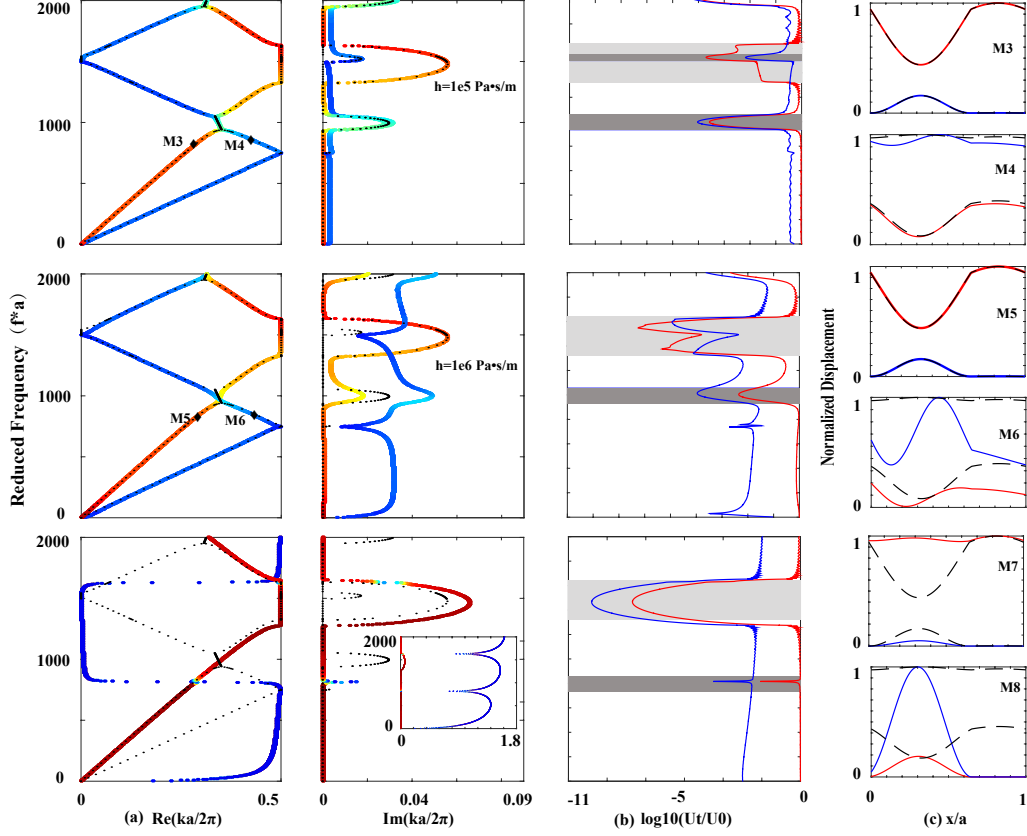 2000
1000
0
M3
M4
h=1e5 Pa•s/m
1
M3
0
1
M4
0
Reduced Frequency (f*a)
2000
1000
0
M5
M6
h=1e6 Pa•s/m
Normalized Displacement
1
M5
0
1
M6
0
2000
1000
0
2000
0
0
1.8
1
M7
0
1
M8
0
0
0.5
0
0.04
0.09
-11
-5
0
0
1
(a) Re(ka/2π)
Im(ka/2π)
(b) log10(Ut/U0)
(c) x/a